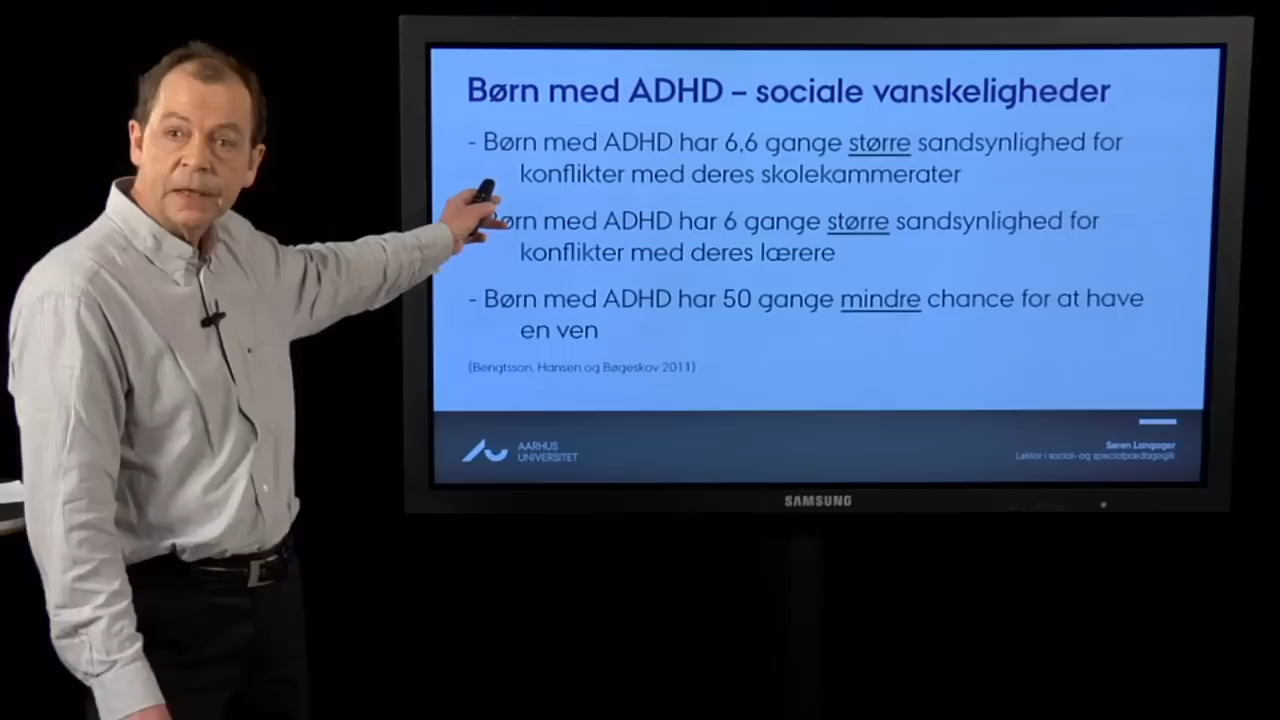 Børn med ADHD – sociale vanskeligheder
- Børn med ADHD har 6,6 gange større sandsynlighed for
konflikter med deres skolekammerater
ørn med ADHD har 6 gange større sandsynlighed for
konflikter med deres lærere
- Børn med ADHD har 50 gange mindre chance for at have
en ven
(Bengtsson, Hansen og Bøgeskov 2011)
AARHUS
UNIVERSITET
Søren Langager
Lektor i social- og specialpædagogik
SAMSUNG